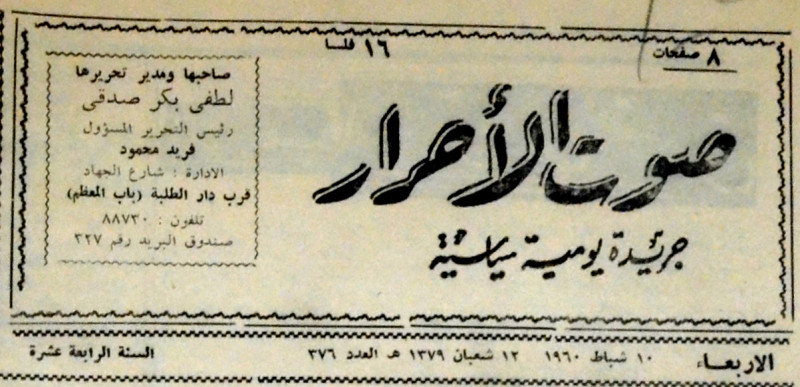 ٨ صفحات
١٦ فلسا
صوت الأحرار
جريدة يومية سياسية
صاحبها ومدير تحريرها
لطفي بكر صدقي
رئيس التحرير المسؤول
فريد محمود
الادارة : شارع الجهاد
قرب دار الطلبة (باب المعظم)
تلفون : ٨٨٧٣٠
صندوق البريد رقم ٣٢٧
الاربعاء ١٠ شباط ١٩٦٠ ١٢ شعبان ١٣٧٩ هـ العدد ٣٧٦ السنة الرابعة عشرة